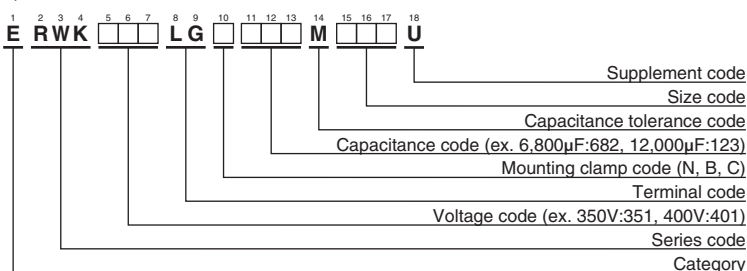 1 2 3 4 5 6 7 8 9 10 11 12 13 14 15 16 17 18
E RWK □□□ LG □ □□□ M □□□ U
Supplement code
Size code
Capacitance tolerance code
Capacitance code (ex. 6,800μF:682, 12,000μF:123)
Mounting clamp code (N, B, C)
Terminal code
Voltage code (ex. 350V:351, 400V:401)
Series code
Category